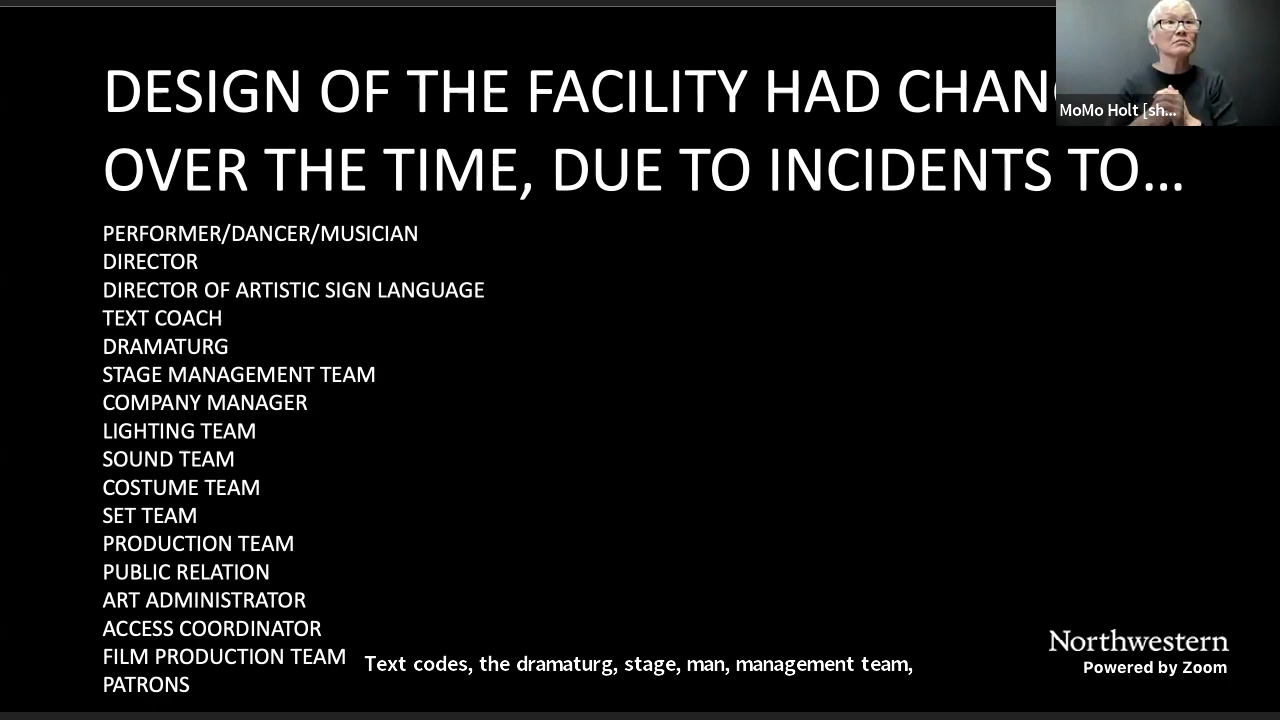 DESIGN OF THE FACILITY HAD CHAN
OVER THE TIME, DUE TO INCIDENTS TO...
PERFORMER/DANCER/MUSICIAN
DIRECTOR
DIRECTOR OF ARTISTIC SIGN LANGUAGE
TEXT COACH
DRAMATURG
STAGE MANAGEMENT TEAM
COMPANY MANAGER
LIGHTING TEAM
SOUND TEAM
COSTUME TEAM
SET TEAM
PRODUCTION TEAM
PUBLIC RELATION
ART ADMINISTRATOR
ACCESS COORDINATOR
FILM PRODUCTION TEAM
PATRONS
MoMo Holt [sh...
Text codes, the dramaturg, stage, man, management team,
Northwestern
Powered by Zoom